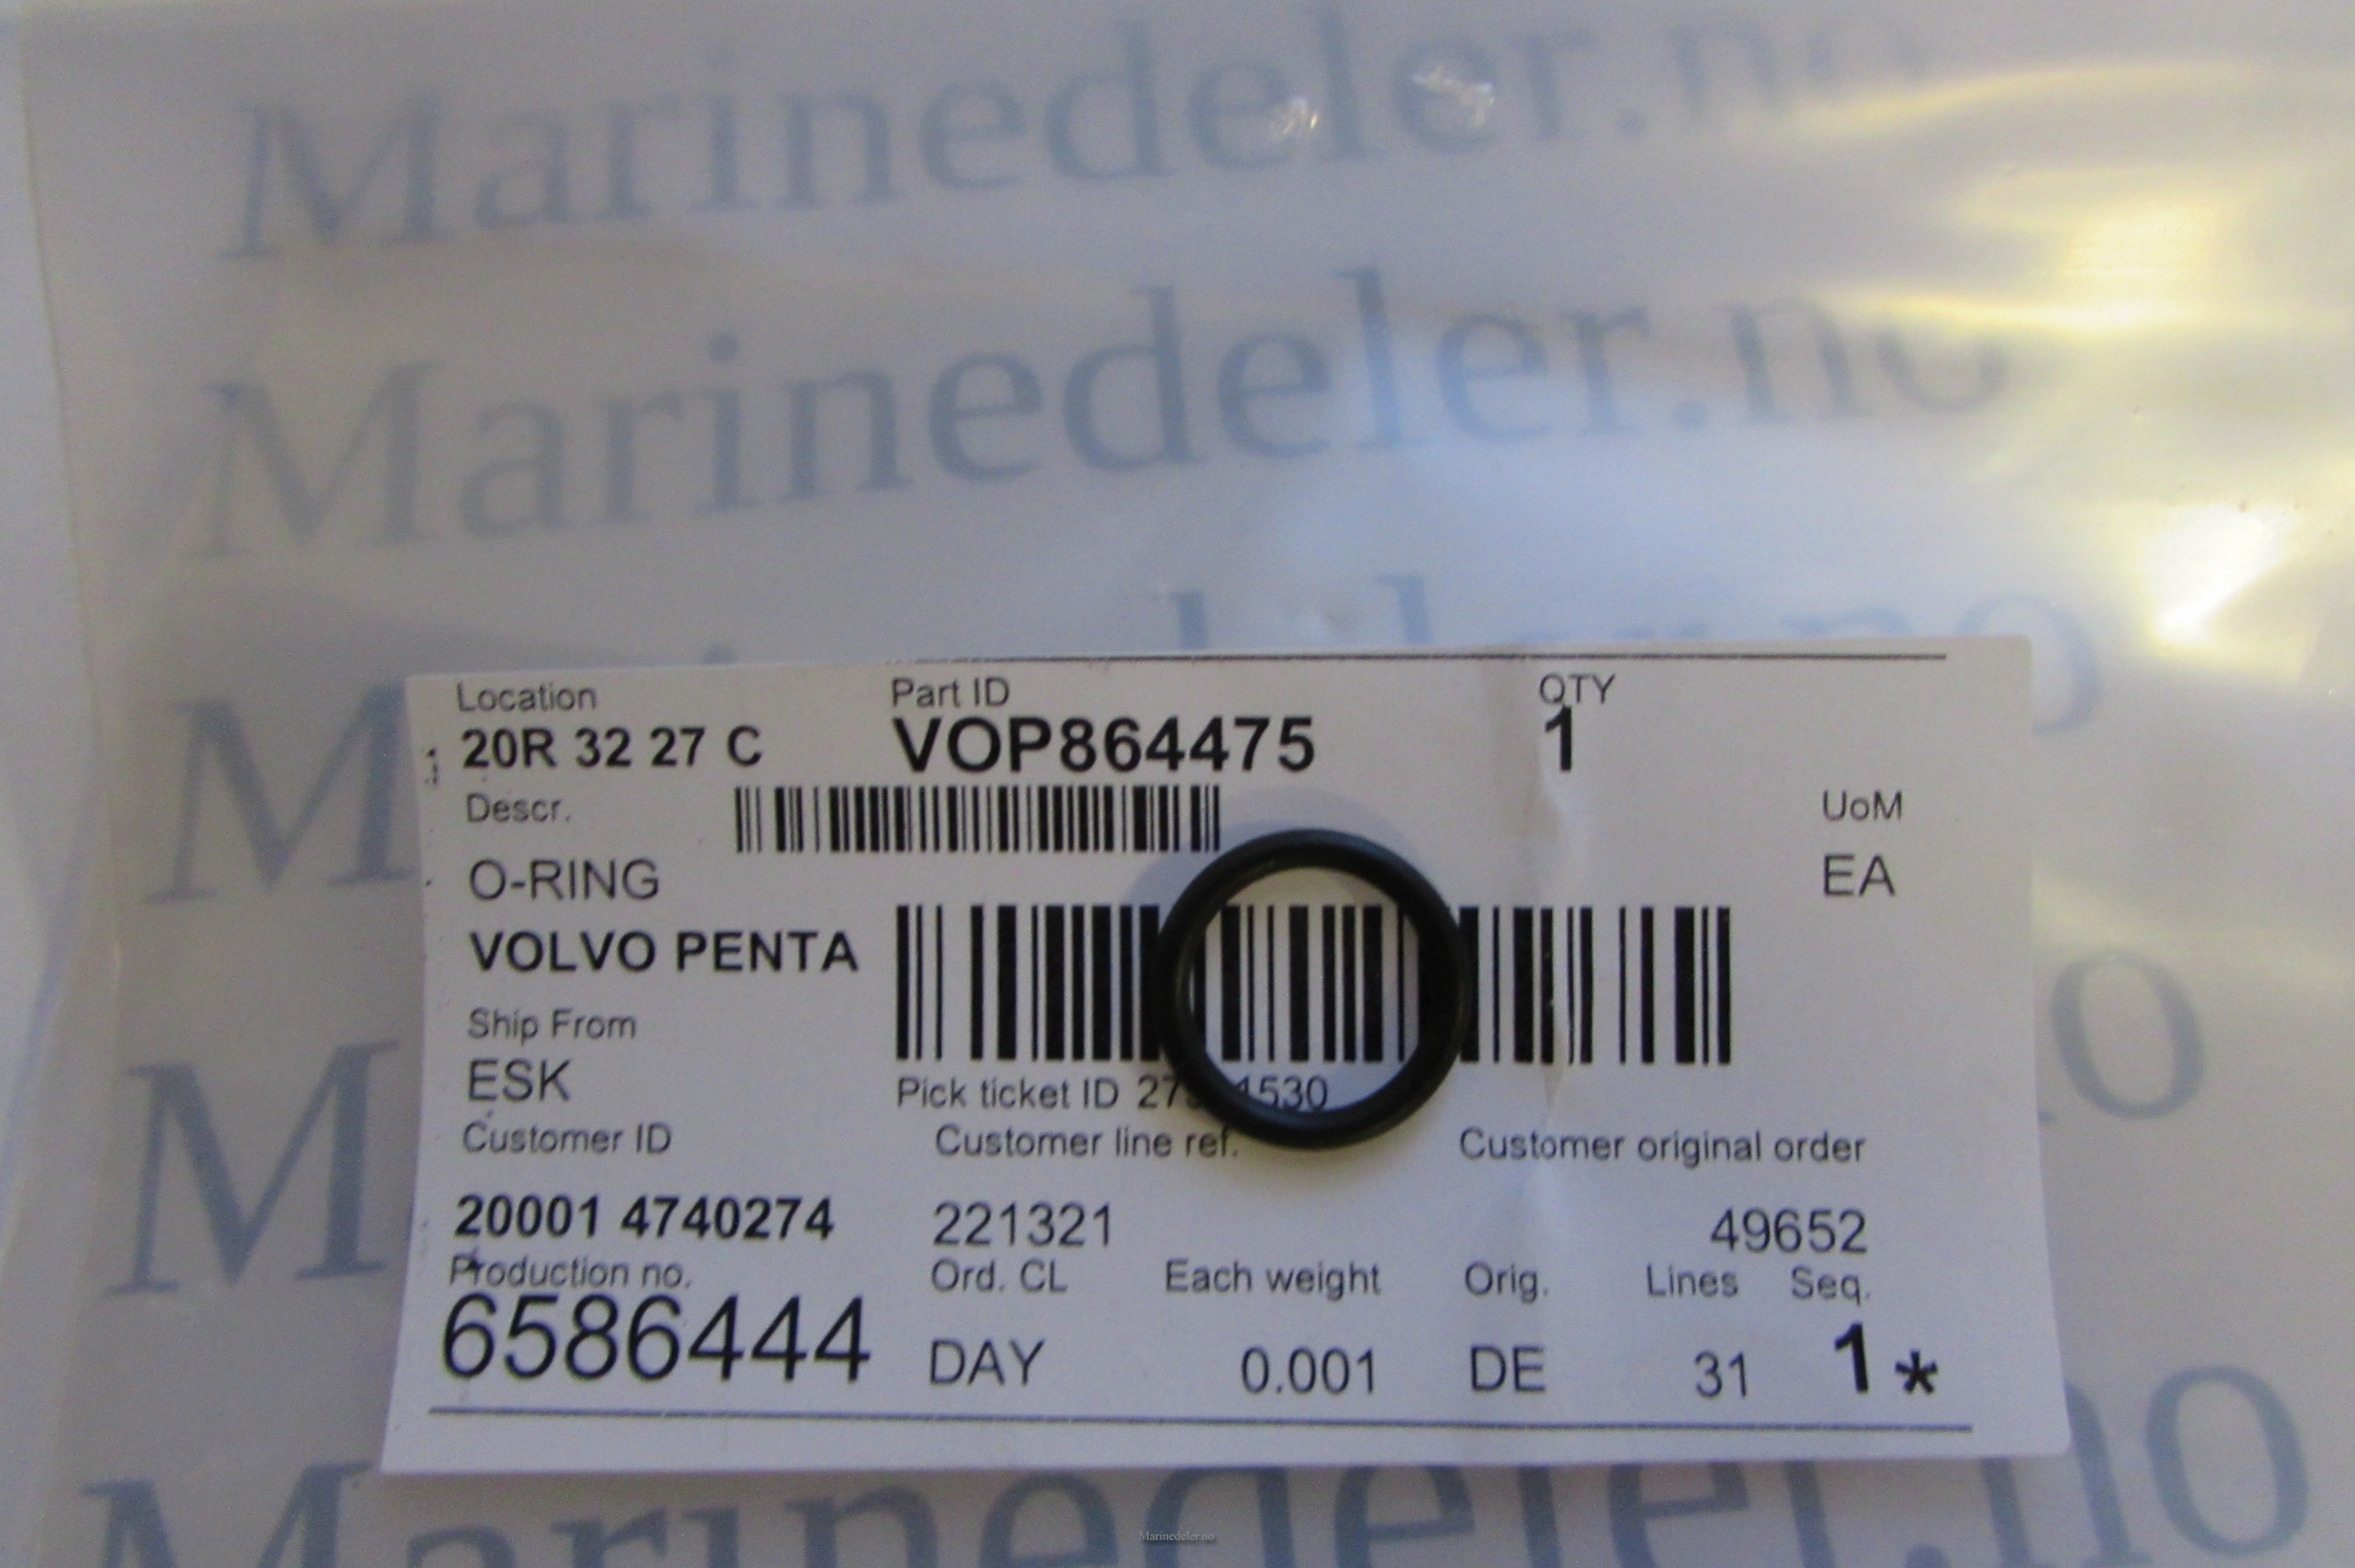 Marinedeler.no
Marinedeler.no
Location Part ID QTY
20R 32 27 C VOP864475 1
Descr. UoM
O-RING EA
VOLVO PENTA
Ship From
ESK
Pick ticket ID
Customer ID Customer line ref. Customer original order
20001 4740274 221321 49652
Production no. Ord. CL Each weight Orig. Lines Seq.
6586444 DAY 0.001 DE 31 1*
Marinedeler.no
Marinedeler.no